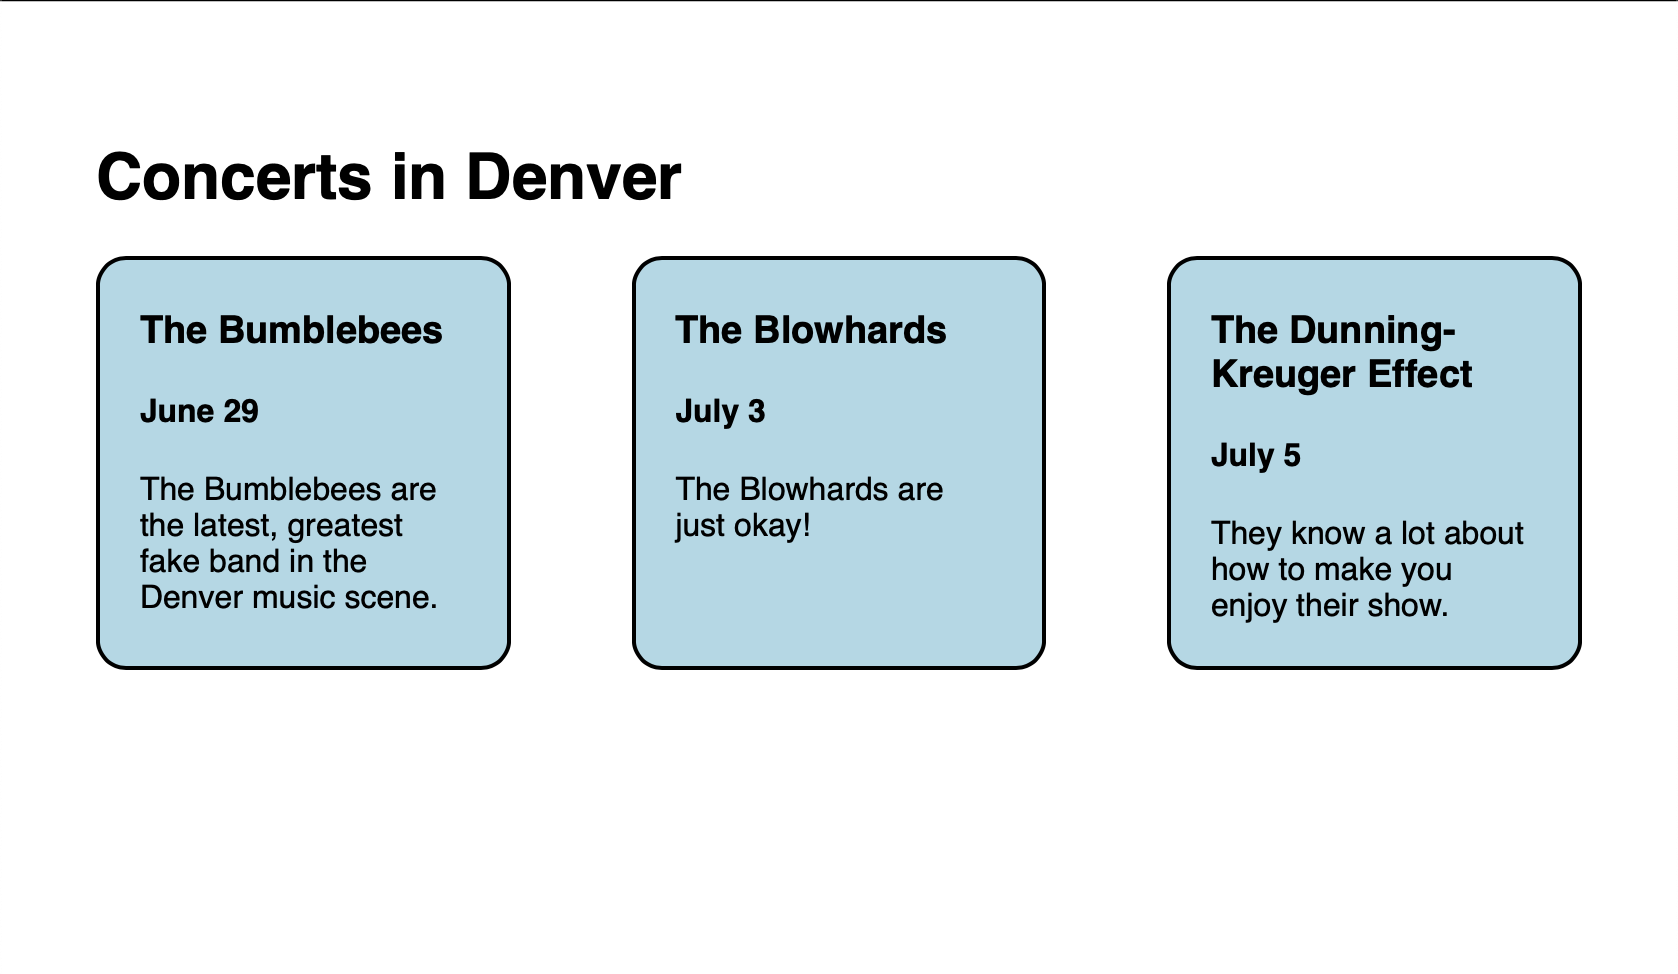 Concerts in Denver
The Bumblebees
June 29
The Bumblebees are
the latest, greatest
fake band in the
Denver music scene.
The Blowhards
July 3
The Blowhards are
just okay!
The Dunning-
Kreuger Effect
July 5
They know a lot about
how to make you
enjoy their show.